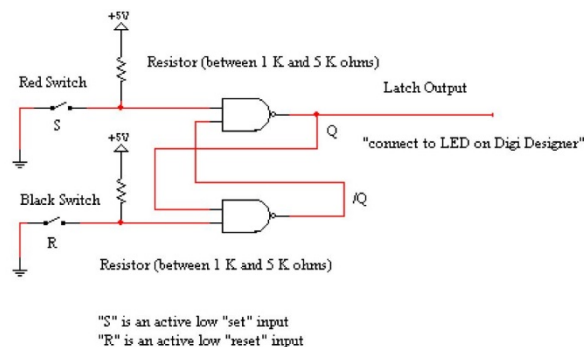 +5V
Resistor (between 1 K and 5 K ohms)
Red Switch
Latch Output
S
Q
+5V
"connect to LED on Digi Designer"
Black Switch
/Q
R
Resistor (between 1 K and 5 K ohms)
"S" is an active low "set" input
"R" is an active low "reset" input